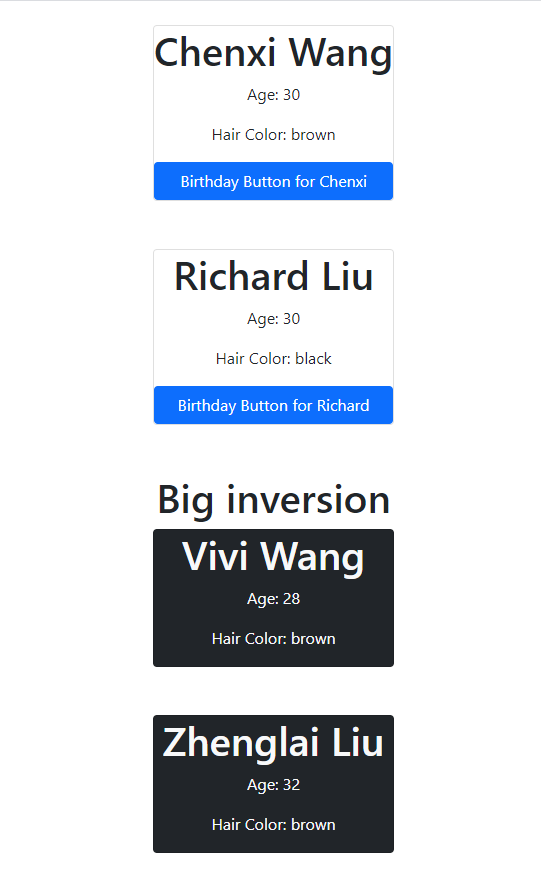 Chenxi Wang
Age: 30
Hair Color: brown
Birthday Button for Chenxi
Richard Liu
Age: 30
Hair Color: black
Birthday Button for Richard
Big inversion
Vivi Wang
Age: 28
Hair Color: brown
Zhenglai Liu
Age: 32
Hair Color: brown